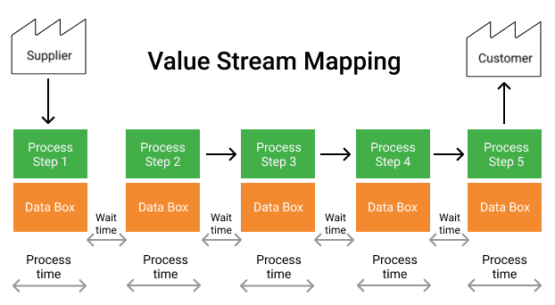 Value Stream Mapping
Supplier
Customer
Process
Step 1
Process
Step 2
Process
Step 3
Process
Step 4
Process
Step 5
Data Box
Data Box
Data Box
Data Box
Data Box
Wait
time
Wait
time
Wait
time
Wait
time
Process
time
Process
time
Process
time
Process
time
Process
time